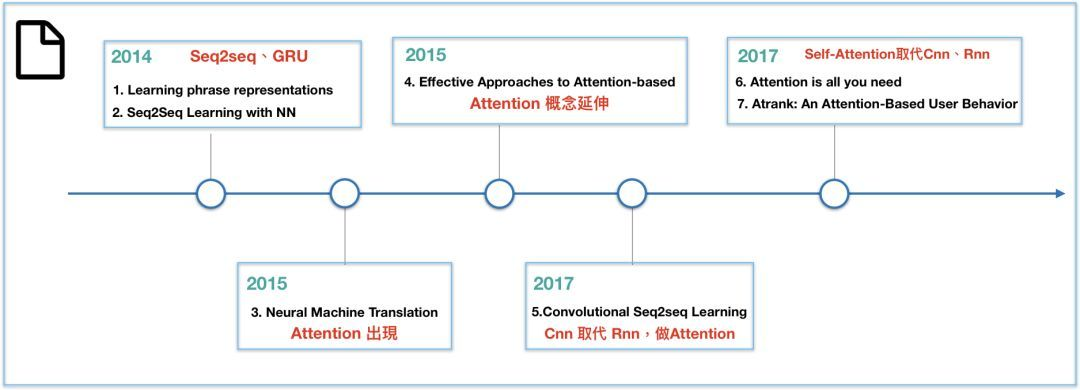 2014 Seq2seq、GRU
1. Learning phrase representations
2. Seq2Seq Learning with NN
2015
3. Neural Machine Translation
Attention 出現
2015
4. Effective Approaches to Attention-based
Attention 概念延伸
2017
5.Convolutional Seq2seq Learning
Cnn 取代 Rnn，做Attention
2017 Self-Attention取代Cnn、Rnn
6. Attention is all you need
7. Atrank: An Attention-Based User Behavior